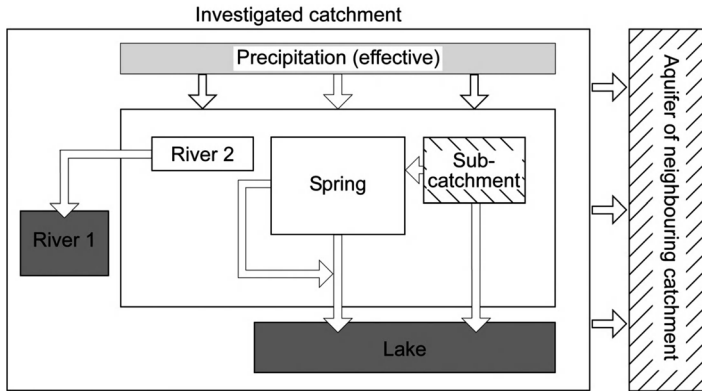 Investigated catchment
Precipitation (effective)
River 2
Spring
Sub-
catchment
River 1
Lake
Aquifer of neighbouring catchment